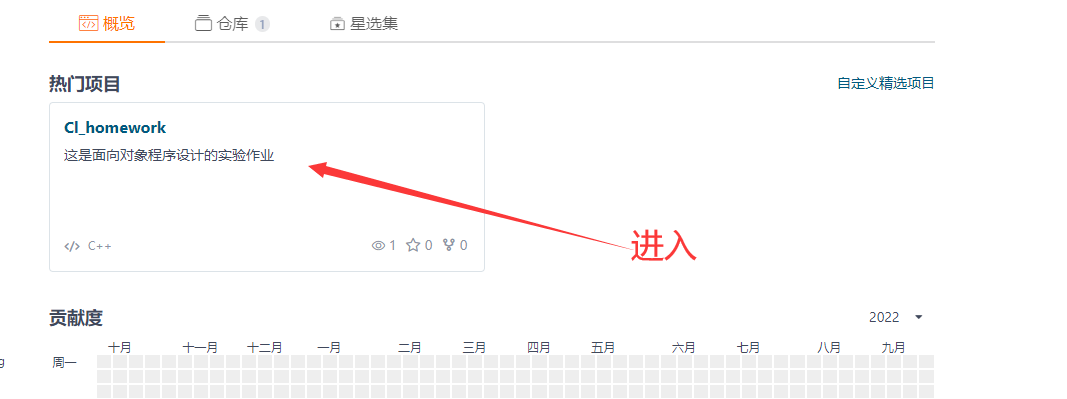 概览 仓库 1 星选集
热门项目 自定义精选项目
Cl_homework
这是面向对象程序设计的实验作业
进入
C++ 1 0 0
贡献度 2022
十月 十一月 十二月 一月 二月 三月 四月 五月 六月 七月 八月 九月
g 周一